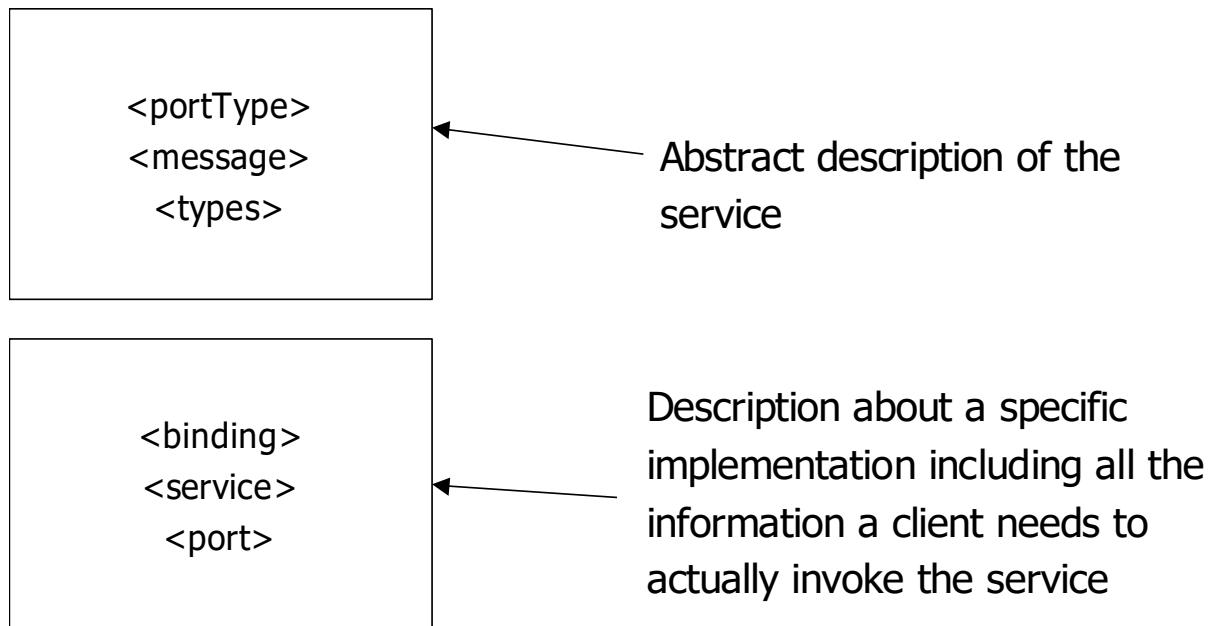 <portType>
<message>
<types>
Abstract description of the
service
<binding>
<service>
<port>
Description about a specific
implementation including all the
information a client needs to
actually invoke the service